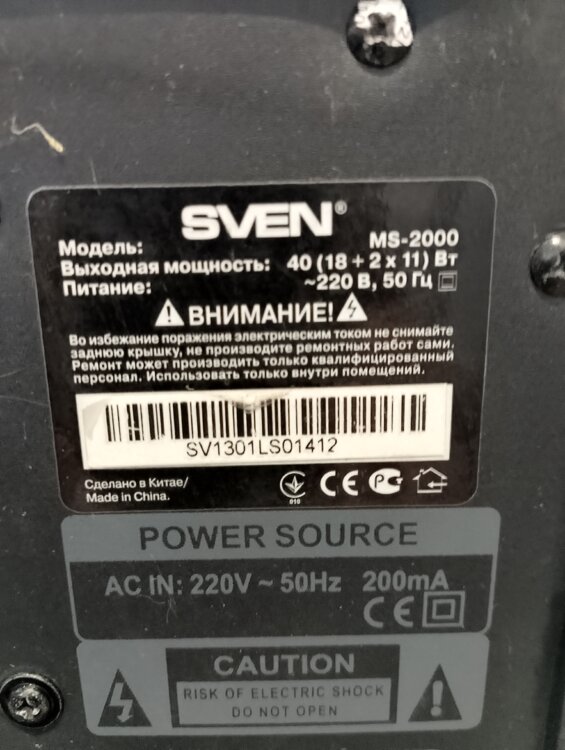 SVEN®
Модель: MS-2000
Выходная мощность: 40 (18 + 2 x 11) Вт
Питание: ~220 В, 50 Гц
ВНИМАНИЕ!
Во избежание поражения электрическим током не снимайте
заднюю крышку, не производите ремонтных работ сами.
Ремонт может производить только квалифицированный
персонал. Использовать только внутри помещений.
SV1301LS01412
Сделано в Китае/
Made in China.
010
CE
POWER SOURCE
AC IN: 220V ~ 50Hz 200mA
CE
CAUTION
RISK OF ELECTRIC SHOCK
DO NOT OPEN